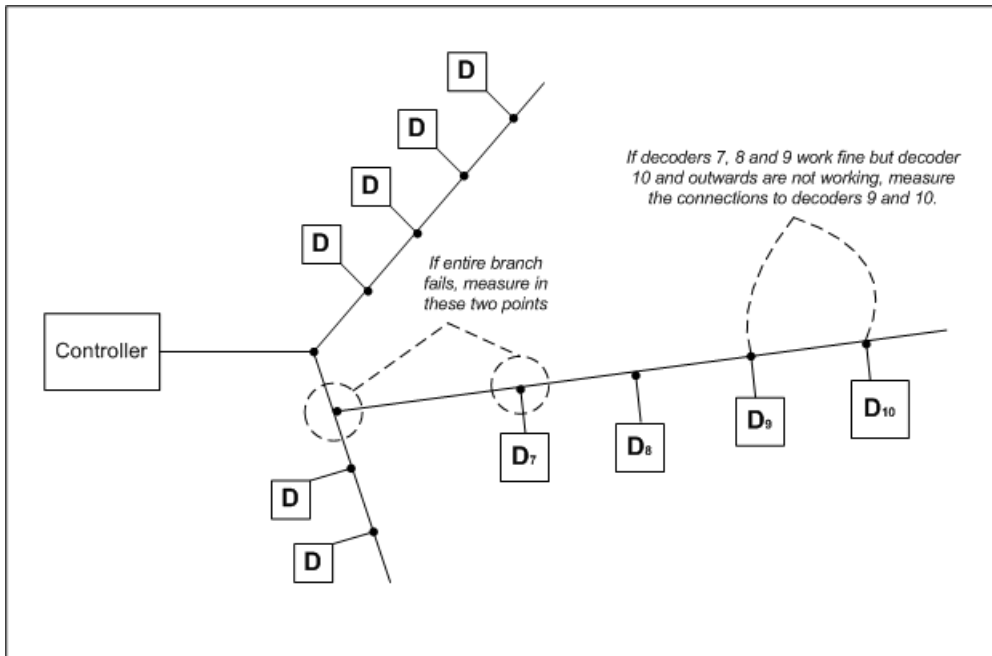 D
D
D
D
If decoders 7, 8 and 9 work fine but decoder
10 and outwards are not working, measure
the connections to decoders 9 and 10.
If entire branch
fails, measure in
these two points
Controller
D7
D8
D9
D10
D
D